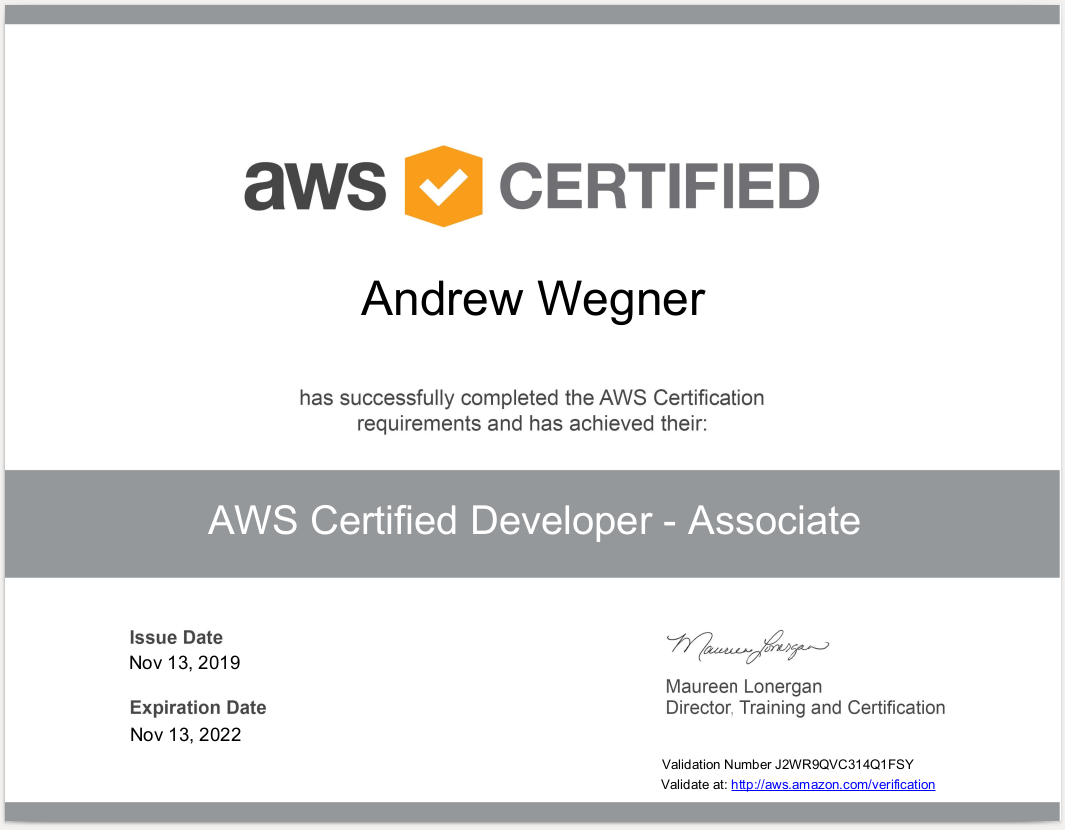 aws CERTIFIED
Andrew Wegner
has successfully completed the AWS Certification
requirements and has achieved their:
AWS Certified Developer - Associate
Issue Date
Nov 13, 2019
Expiration Date
Nov 13, 2022
Maureen Lonergan
Maureen Lonergan
Director, Training and Certification
Validation Number J2WR9QVC314Q1FSY
Validate at: http://aws.amazon.com/verification